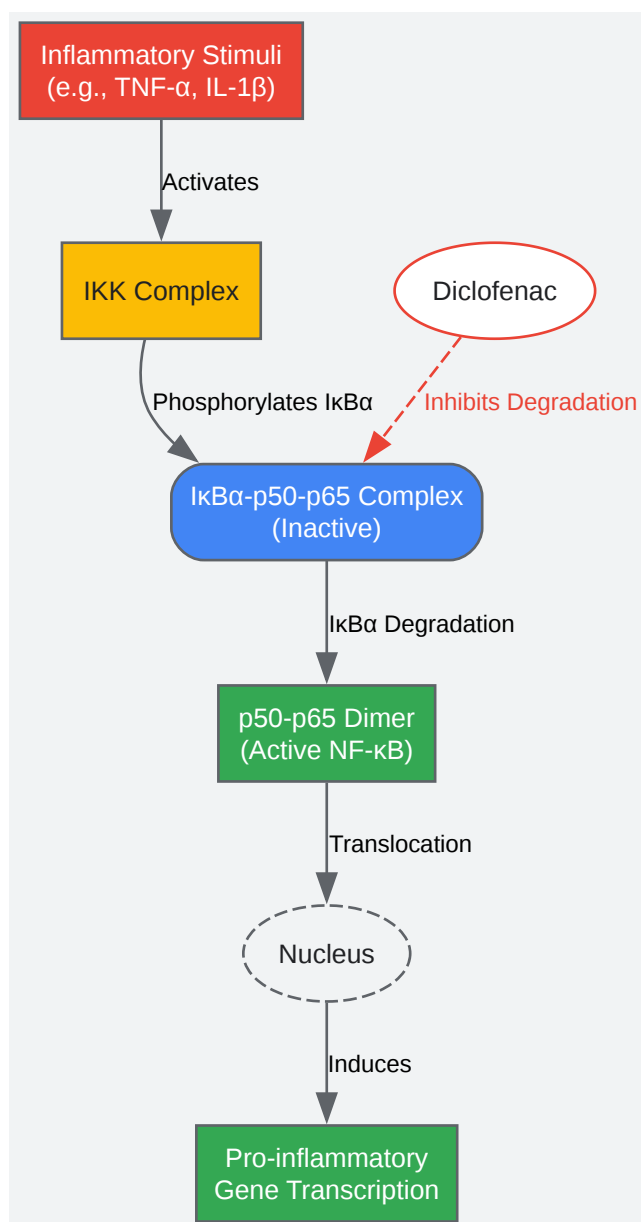 Inflammatory Stimuli
(e.g., TNF-α, IL-1β)
Activates
IKK Complex
Diclofenac
Phosphorylates IκBα
Inhibits Degradation
IκBα-p50-p65 Complex
(Inactive)
IκBα Degradation
p50-p65 Dimer
(Active NF-κB)
Translocation
Nucleus
Induces
Pro-inflammatory
Gene Transcription